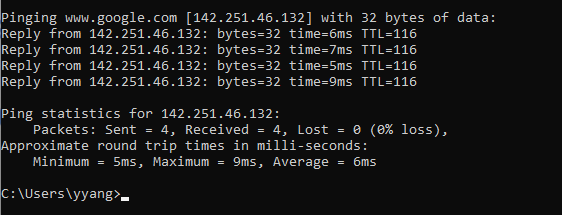 Pinging www.google.com [142.251.46.132] with 32 bytes of data:
Reply from 142.251.46.132: bytes=32 time=6ms TTL=116
Reply from 142.251.46.132: bytes=32 time=7ms TTL=116
Reply from 142.251.46.132: bytes=32 time=5ms TTL=116
Reply from 142.251.46.132: bytes=32 time=9ms TTL=116
Ping statistics for 142.251.46.132:
    Packets: Sent = 4, Received = 4, Lost = 0 (0% loss),
Approximate round trip times in milli-seconds:
    Minimum = 5ms, Maximum = 9ms, Average = 6ms
C:\Users\yyang>